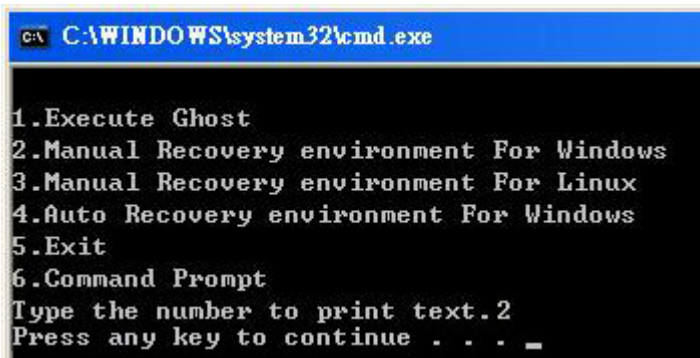 C:\WINDOWS\system32\cmd.exe
1.Execute Ghost
2.Manual Recovery environment For Windows
3.Manual Recovery environment For Linux
4.Auto Recovery environment For Windows
5.Exit
6.Command Prompt
Type the number to print text.2
Press any key to continue . . . _